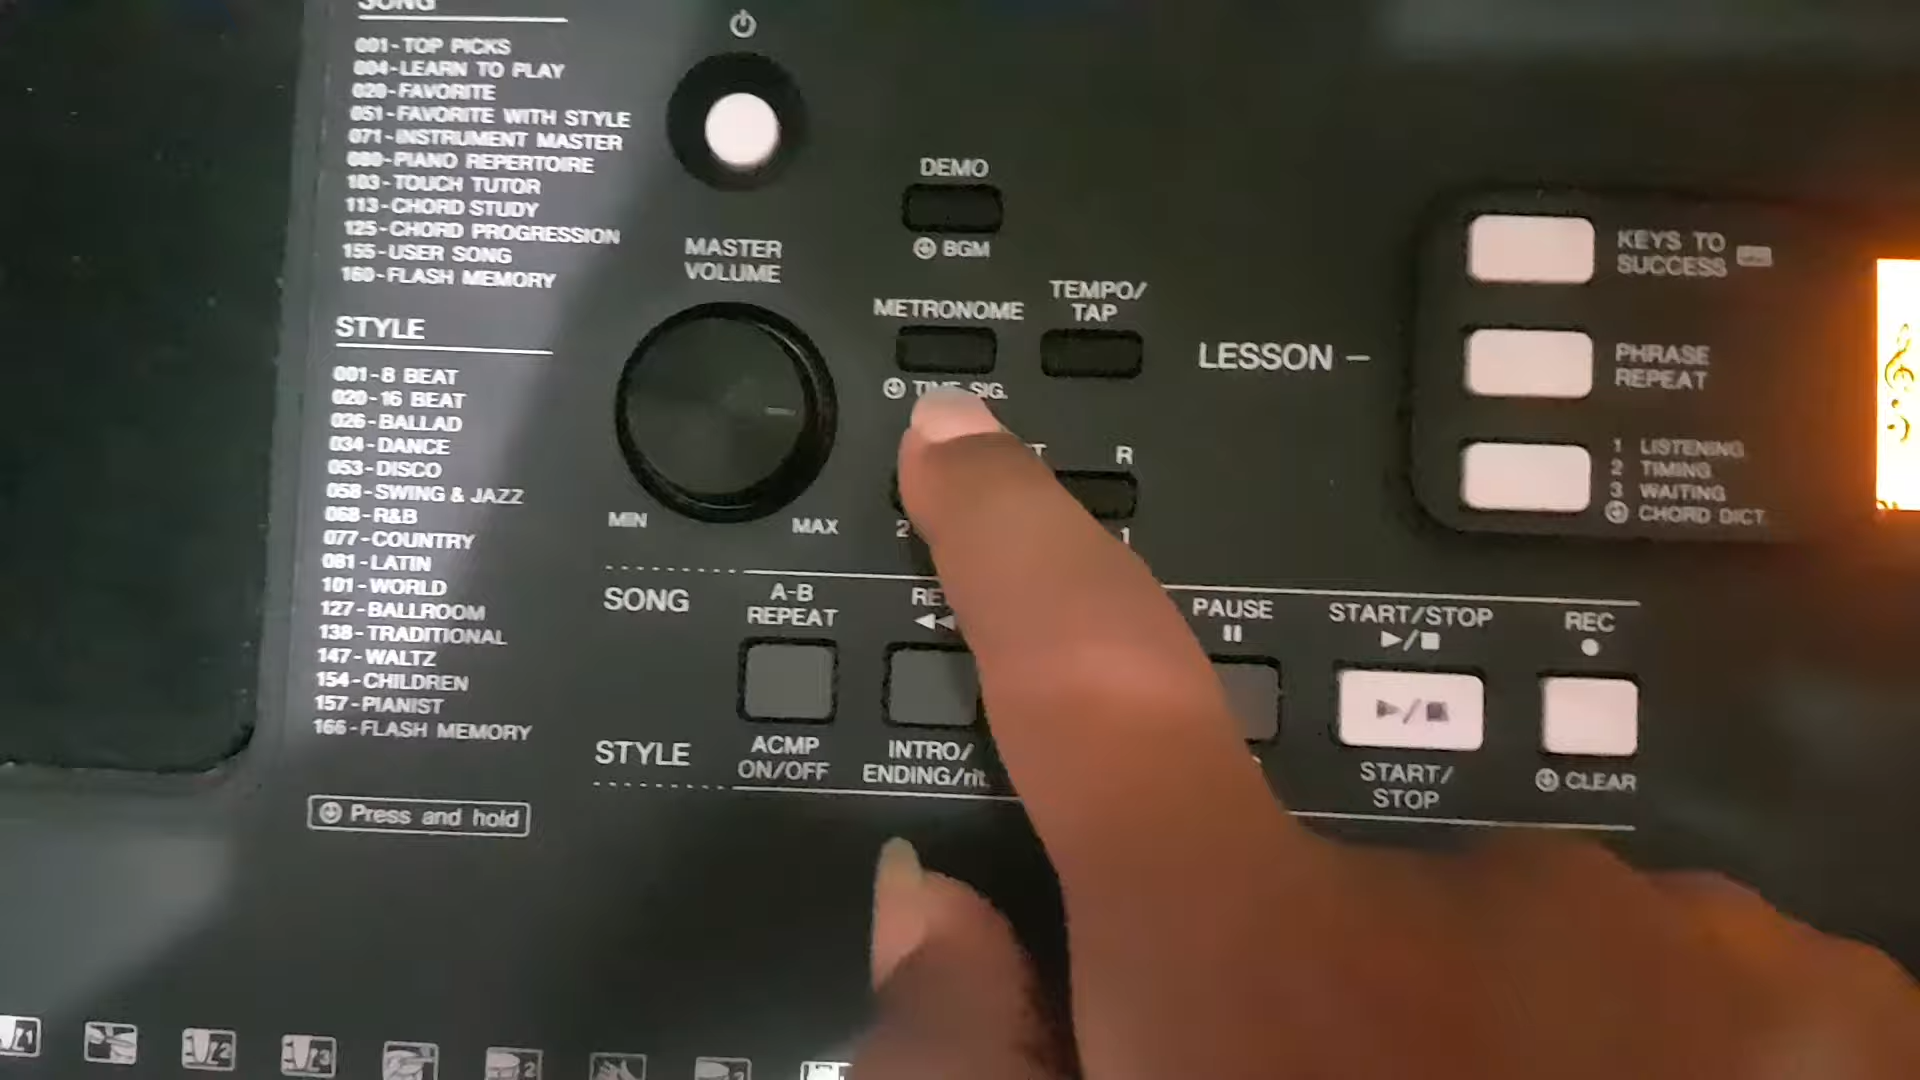 SONG
001-TOP PICKS
004-LEARN TO PLAY
020-FAVORITE
051-FAVORITE WITH STYLE
071-INSTRUMENT MASTER
080-PIANO REPERTOIRE
103-TOUCH TUTOR
113-CHORD STUDY
125-CHORD PROGRESSION
155-USER SONG
160-FLASH MEMORY
STYLE
001-8 BEAT
020-16 BEAT
026-BALLAD
034-DANCE
053-DISCO
058-SWING & JAZZ
068-R&B
077-COUNTRY
081-LATIN
101-WORLD
127-BALLROOM
138-TRADITIONAL
147-WALTZ
154-CHILDREN
157-PIANIST
166-FLASH MEMORY
Press and hold
MASTER
VOLUME
MIN
MAX
DEMO
BGM
METRONOME
TIME SIG.
TEMPO/
TAP
R
2
1
LESSON
KEYS TO
SUCCESS
PHRASE
REPEAT
1 LISTENING
2 TIMING
3 WAITING
CHORD DICT.
SONG
A-B
REPEAT
PAUSE
START/STOP
REC
STYLE
ACMP
ON/OFF
INTRO/
ENDING/rit.
START/
STOP
CLEAR